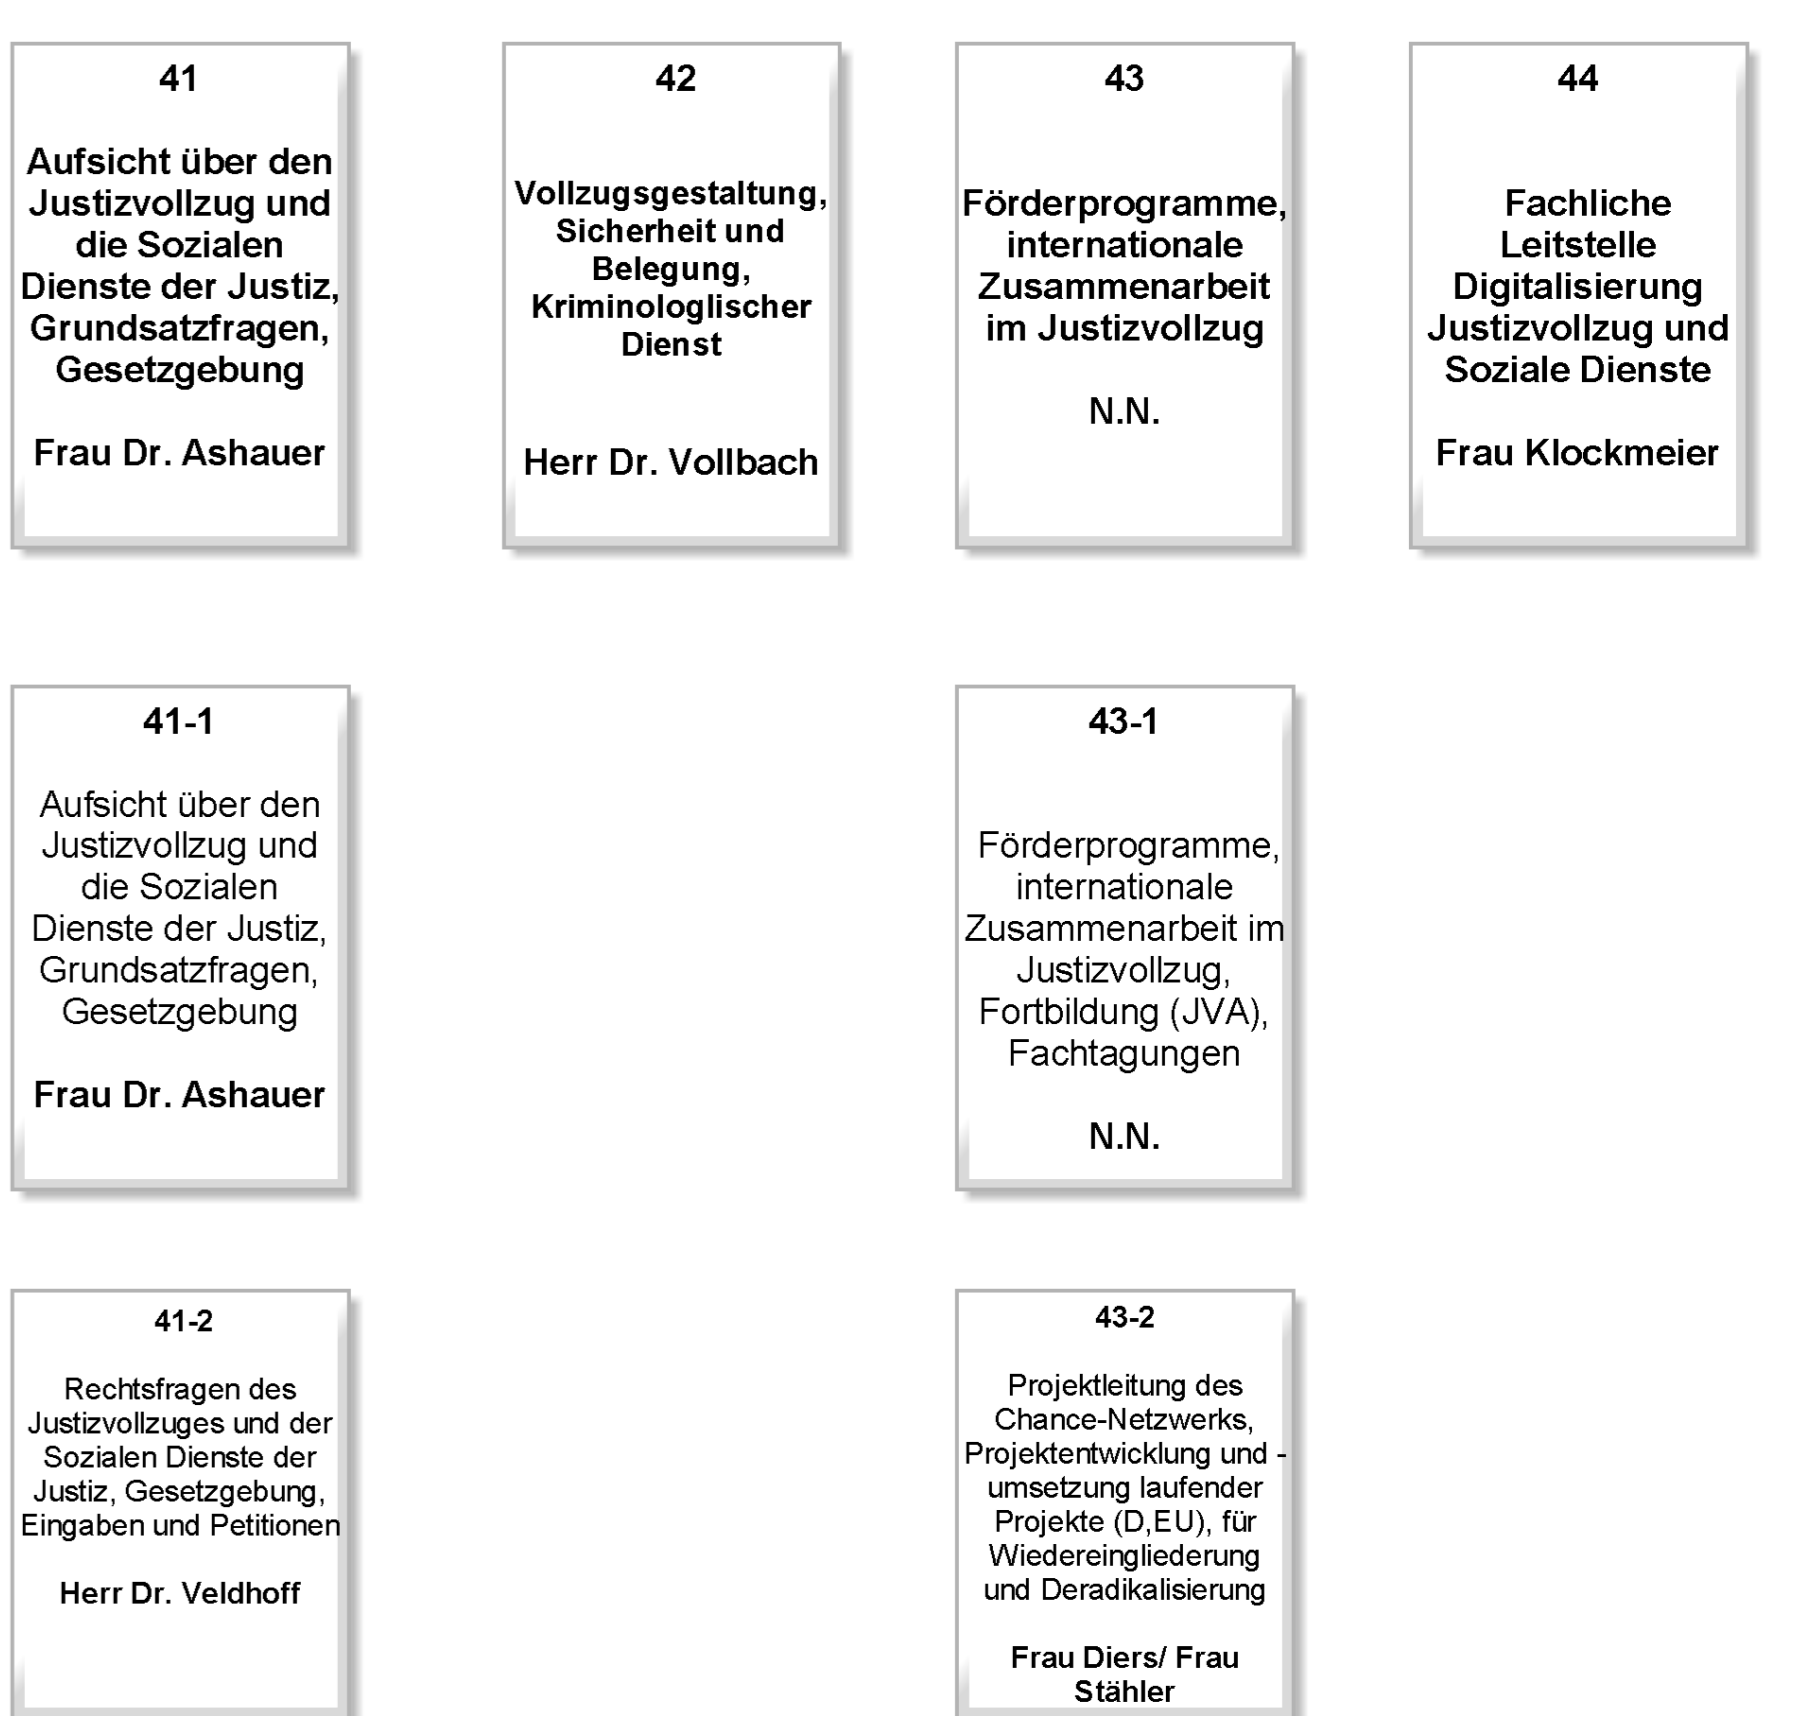 41
Aufsicht über den
Justizvollzug und
die Sozialen
Dienste der Justiz,
Grundsatzfragen,
Gesetzgebung
Frau Dr. Ashauer
42
Vollzugsgestaltung,
Sicherheit und
Belegung,
Kriminologlischer
Dienst
Herr Dr. Vollbach
43
Förderprogramme,
internationale
Zusammenarbeit
im Justizvollzug
N.N.
44
Fachliche
Leitstelle
Digitalisierung
Justizvollzug und
Soziale Dienste
Frau Klockmeier
41-1
Aufsicht über den
Justizvollzug und
die Sozialen
Dienste der Justiz,
Grundsatzfragen,
Gesetzgebung
Frau Dr. Ashauer
43-1
Förderprogramme,
internationale
Zusammenarbeit im
Justizvollzug,
Fortbildung (JVA),
Fachtagungen
N.N.
41-2
Rechtsfragen des
Justizvollzuges und der
Sozialen Dienste der
Justiz, Gesetzgebung,
Eingaben und Petitionen
Herr Dr. Veldhoff
43-2
Projektleitung des
Chance-Netzwerks,
Projektentwicklung und -
umsetzung laufender
Projekte (D,EU), für
Wiedereingliederung
und Deradikalisierung
Frau Diers/ Frau
Stähler